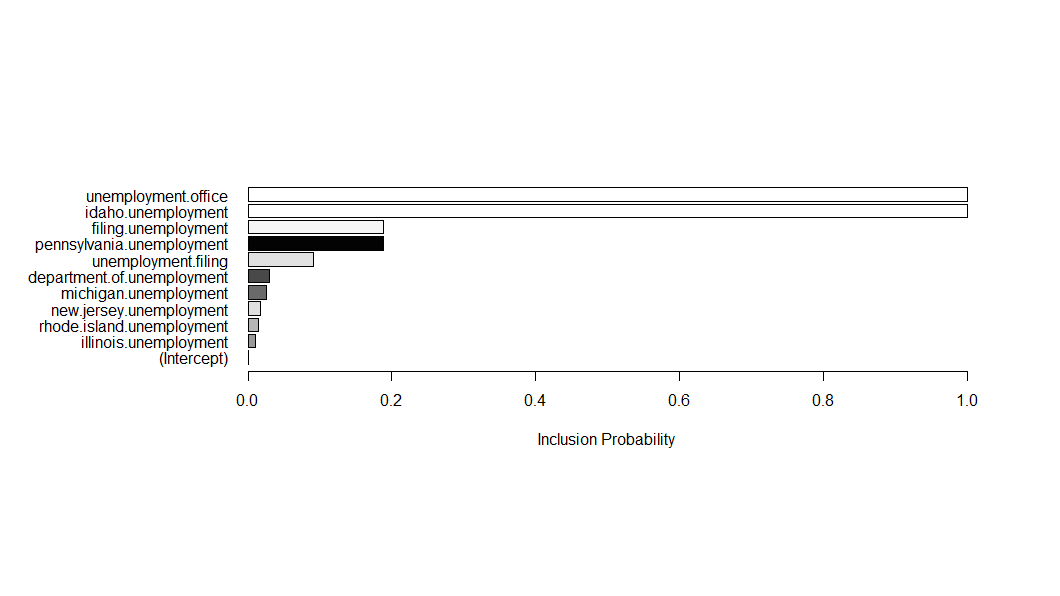 unemployment.office
idaho.unemployment
filing.unemployment
pennsylvania.unemployment
unemployment.filing
department.of.unemployment
michigan.unemployment
new.jersey.unemployment
rhode.island.unemployment
illinois.unemployment
(Intercept)
0.0 0.2 0.4 0.6 0.8 1.0
Inclusion Probability